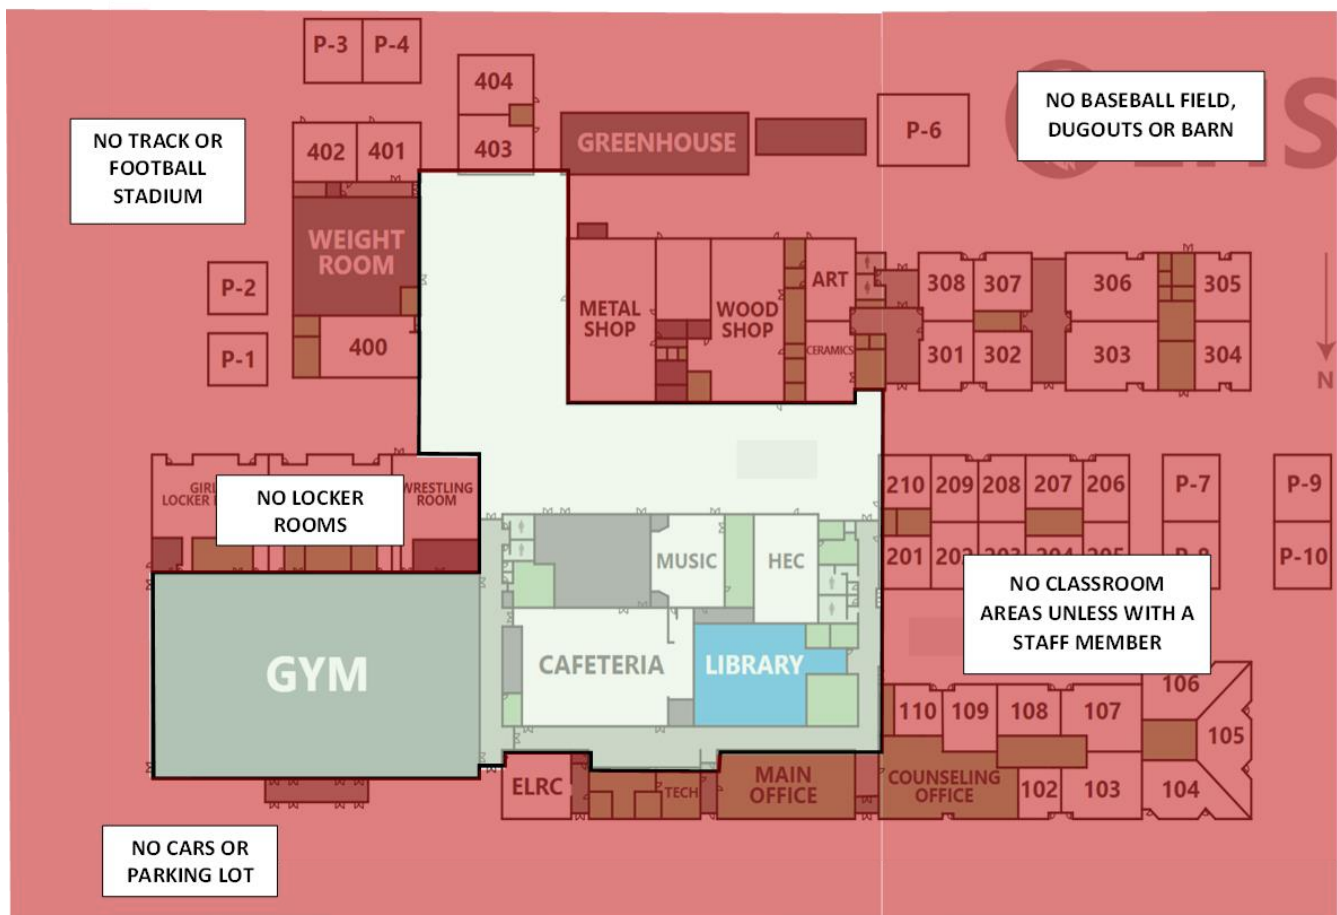 P-3 P-4
404
403
GREENHOUSE
P-6
NO BASEBALL FIELD,
DUGOUTS OR BARN
NO TRACK OR
FOOTBALL
STADIUM
402 401
WEIGHT
ROOM
P-2
P-1
400
METAL
SHOP
WOOD
SHOP
ART
CERAMICS
308 307 306 305
301 302 303 304
N
GIRL
LOCKER
NO LOCKER
ROOMS
WRESTLING
ROOM
210 209 208 207 206
P-7 P-9
201
P-10
MUSIC
HEC
NO CLASSROOM
AREAS UNLESS WITH A
STAFF MEMBER
GYM
CAFETERIA
LIBRARY
106
110 109 108 107
105
ELRC
TECH
MAIN
OFFICE
COUNSELING
OFFICE
102 103 104
NO CARS OR
PARKING LOT